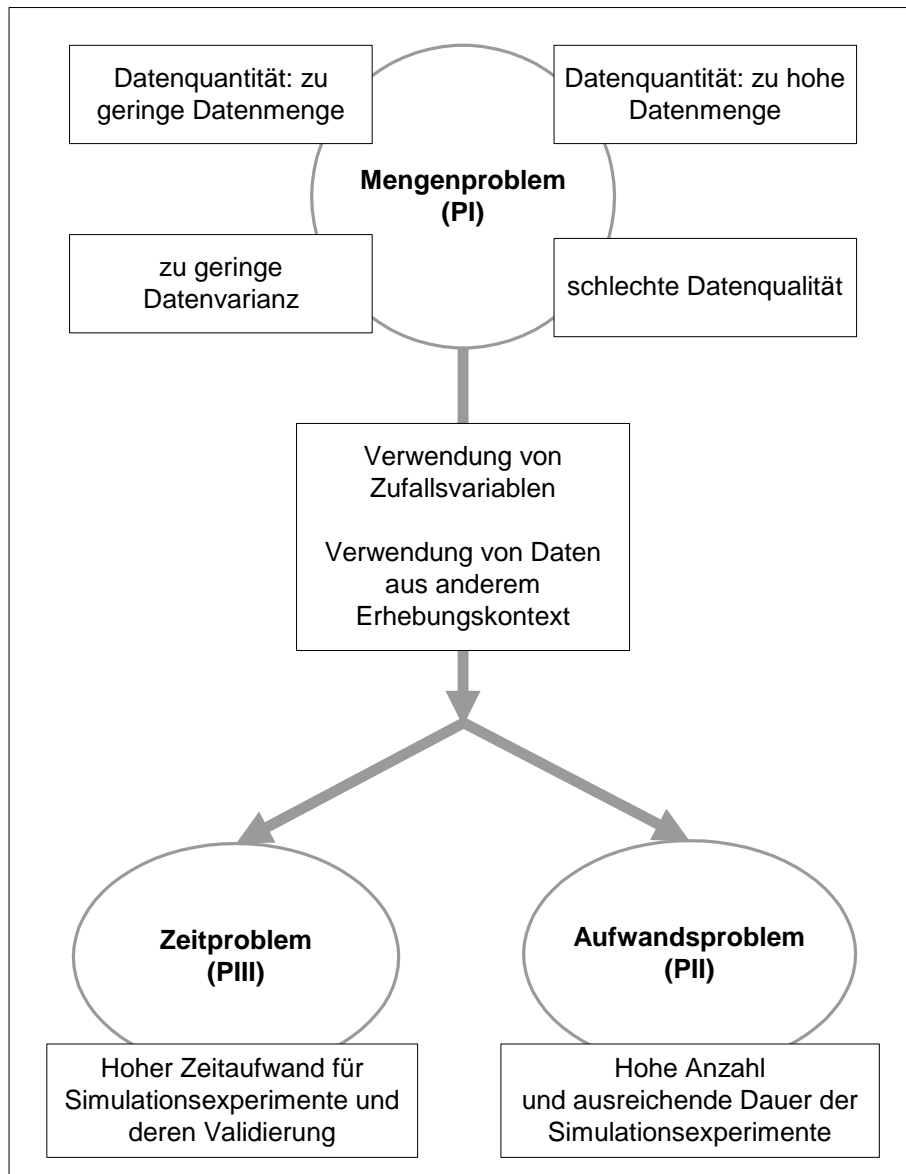 Datenquantität: zu
geringe Datenmenge
Datenquantität: zu hohe
Datenmenge
Mengenproblem
(PI)
zu geringe
Datenvarianz
schlechte Datenqualität
Verwendung von
Zufallsvariablen
Verwendung von Daten
aus anderem
Erhebungskontext
Zeitproblem
(PIII)
Hoher Zeitaufwand für
Simulationsexperimente und
deren Validierung
Aufwandsproblem
(PII)
Hohe Anzahl
und ausreichende Dauer der
Simulationsexperimente